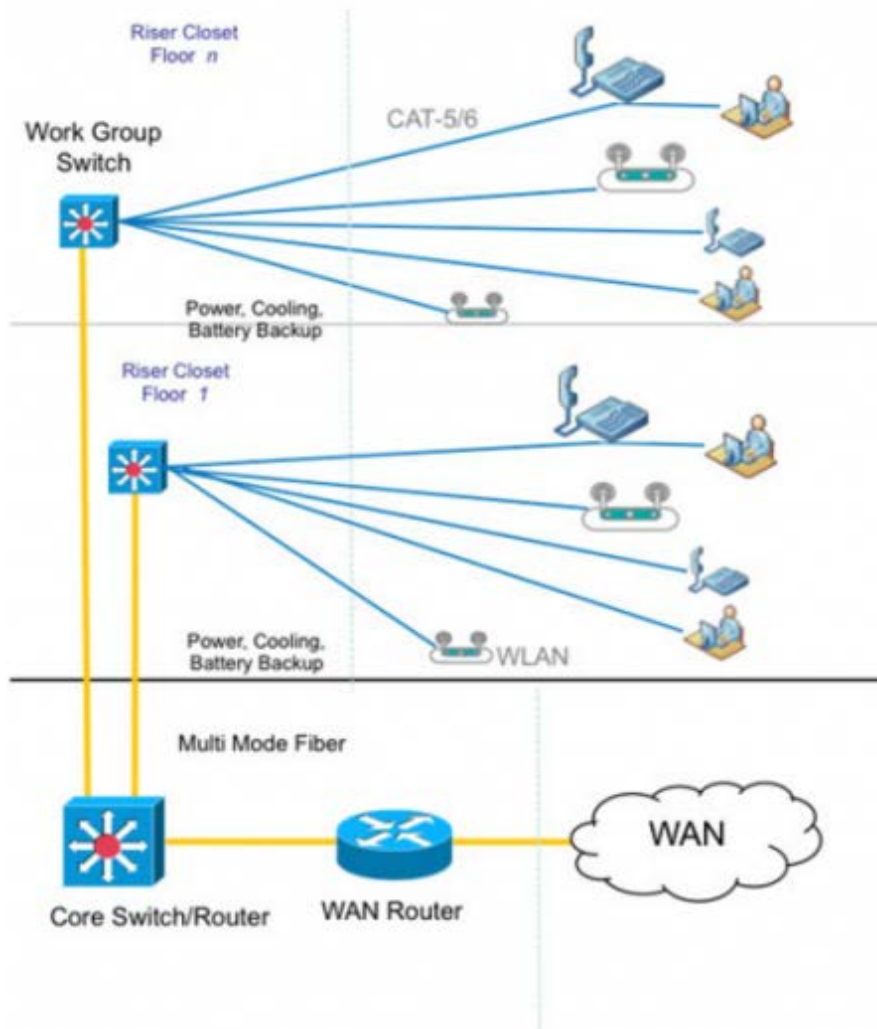 Riser Closet
Floor n
CAT-5/6
Work Group
Switch
Power, Cooling,
Battery Backup
Riser Closet
Floor 1
Power, Cooling,
Battery Backup
WLAN
Multi Mode Fiber
WAN
Core Switch/Router
WAN Router